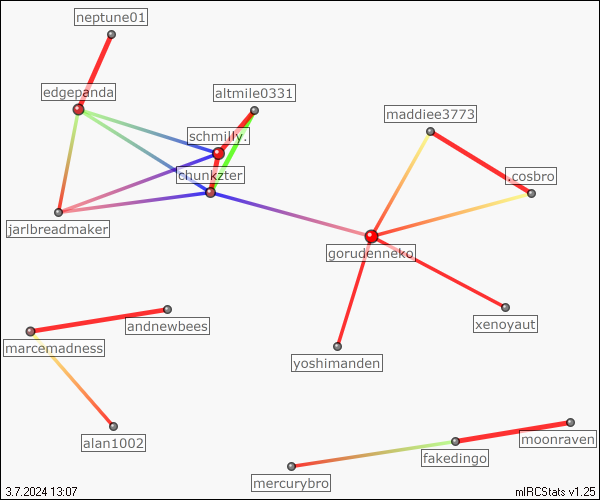 neptune01
edgepanda
altmile0331
maddiee3773
schmilly.
chunkzter
.cosbro
jarlbreadmaker
gorudenneko
andnewbees
xenoyaut
marcemadness
yoshimanden
alan1002
moonraven
fakedingo
mercurybro
3.7.2024 13:07
mIRCStats v1.25